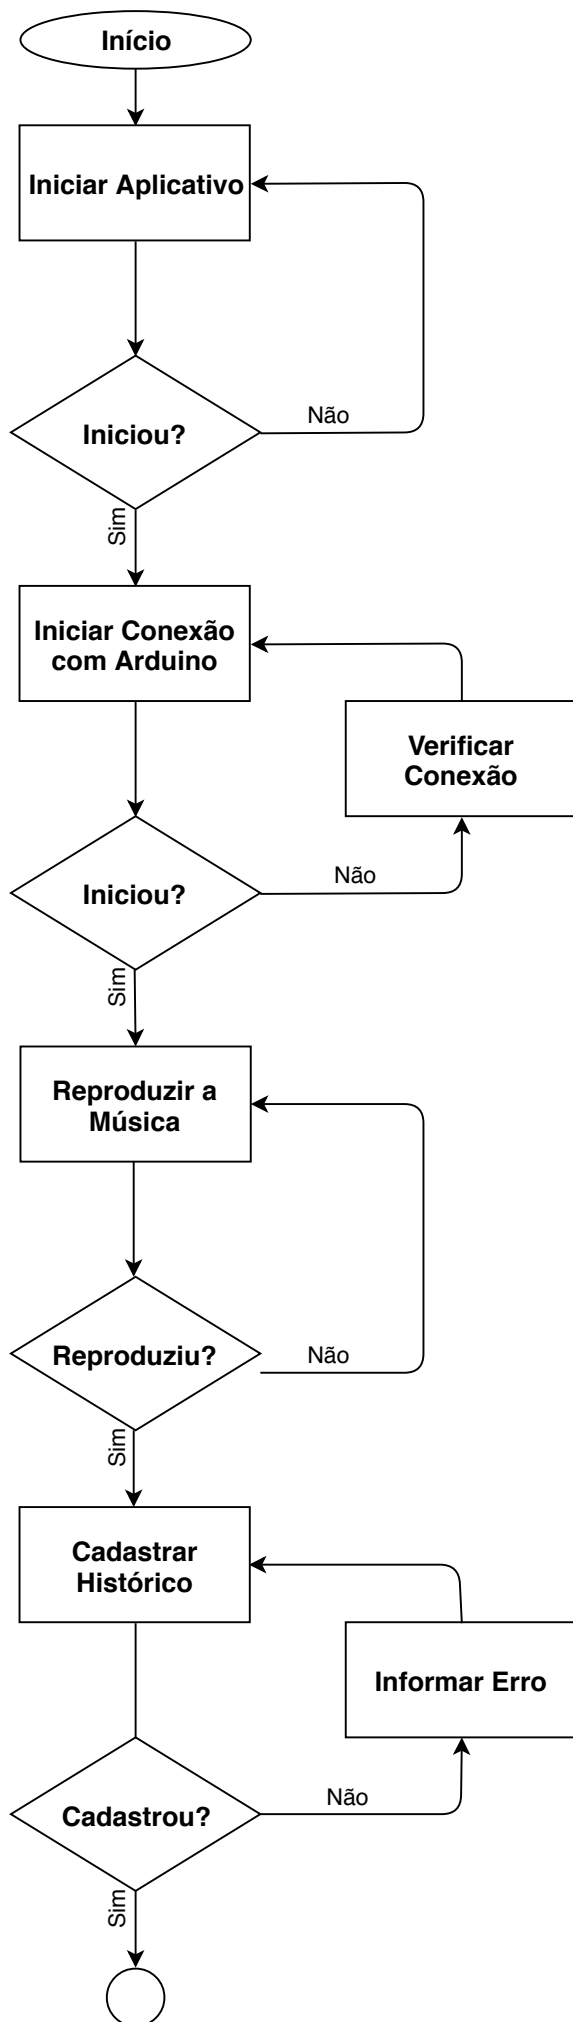 Início
Iniciar Aplicativo
Não
Iniciou?
Sim
Iniciar Conexão
com Arduino
Verificar
Conexão
Não
Iniciou?
Sim
Reproduzir a
Música
Não
Reproduziu?
Sim
Cadastrar
Histórico
Informar Erro
Não
Cadastrou?
Sim